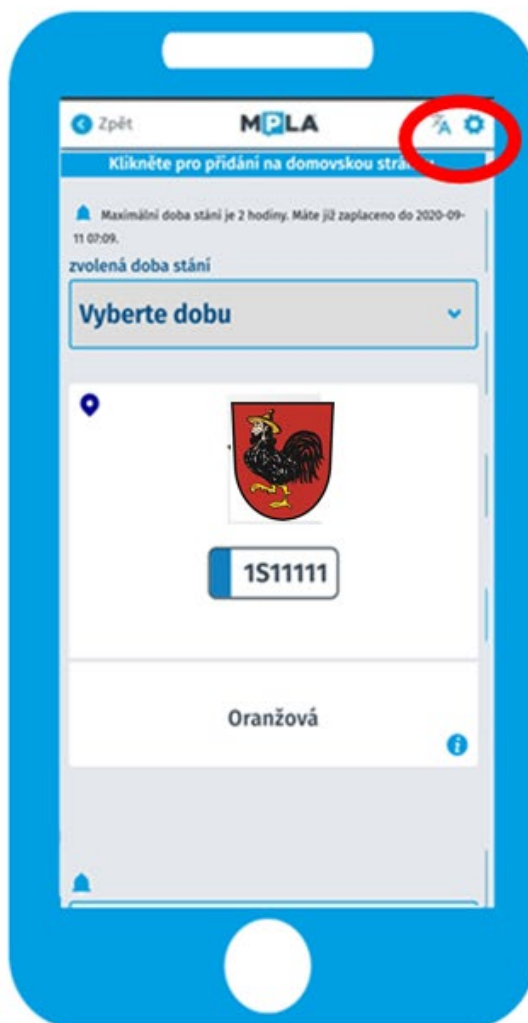 Zpět
MPLA
Klikněte pro přidání na domovskou
Maximální doba stání je 2 hodiny. Máte již zaplaceno do 2020-09-
11 07:09.
zvolená doba stání
Vyberte dobu
1S11111
Oranžová